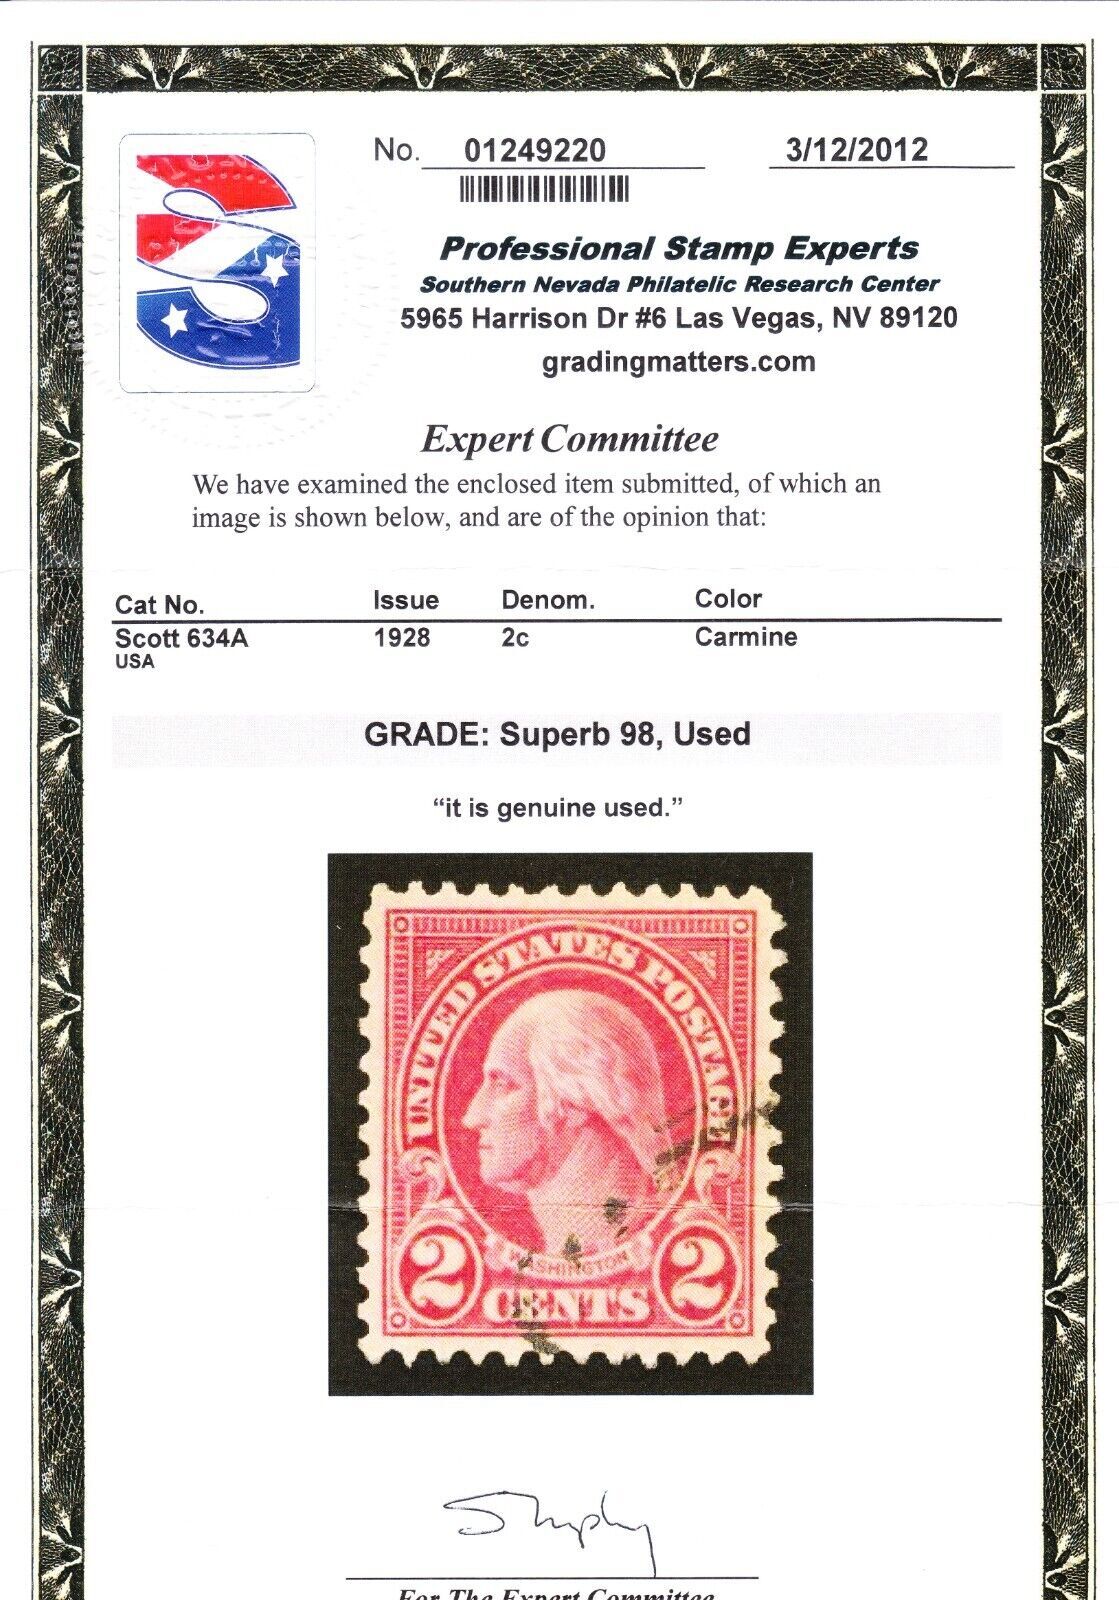 No. 01249220 3/12/2012
Professional Stamp Experts
Southern Nevada Philatelic Research Center
5965 Harrison Dr #6 Las Vegas, NV 89120
gradingmatters.com
Expert Committee
We have examined the enclosed item submitted, of which an
image is shown below, and are of the opinion that:
Cat No. Issue Denom. Color
Scott 634A 1928 2c Carmine
USA
GRADE: Superb 98, Used
“it is genuine used.”
UNITED STATES POSTAGE
WASHINGTON
2 CENTS 2
For The Expert Committee